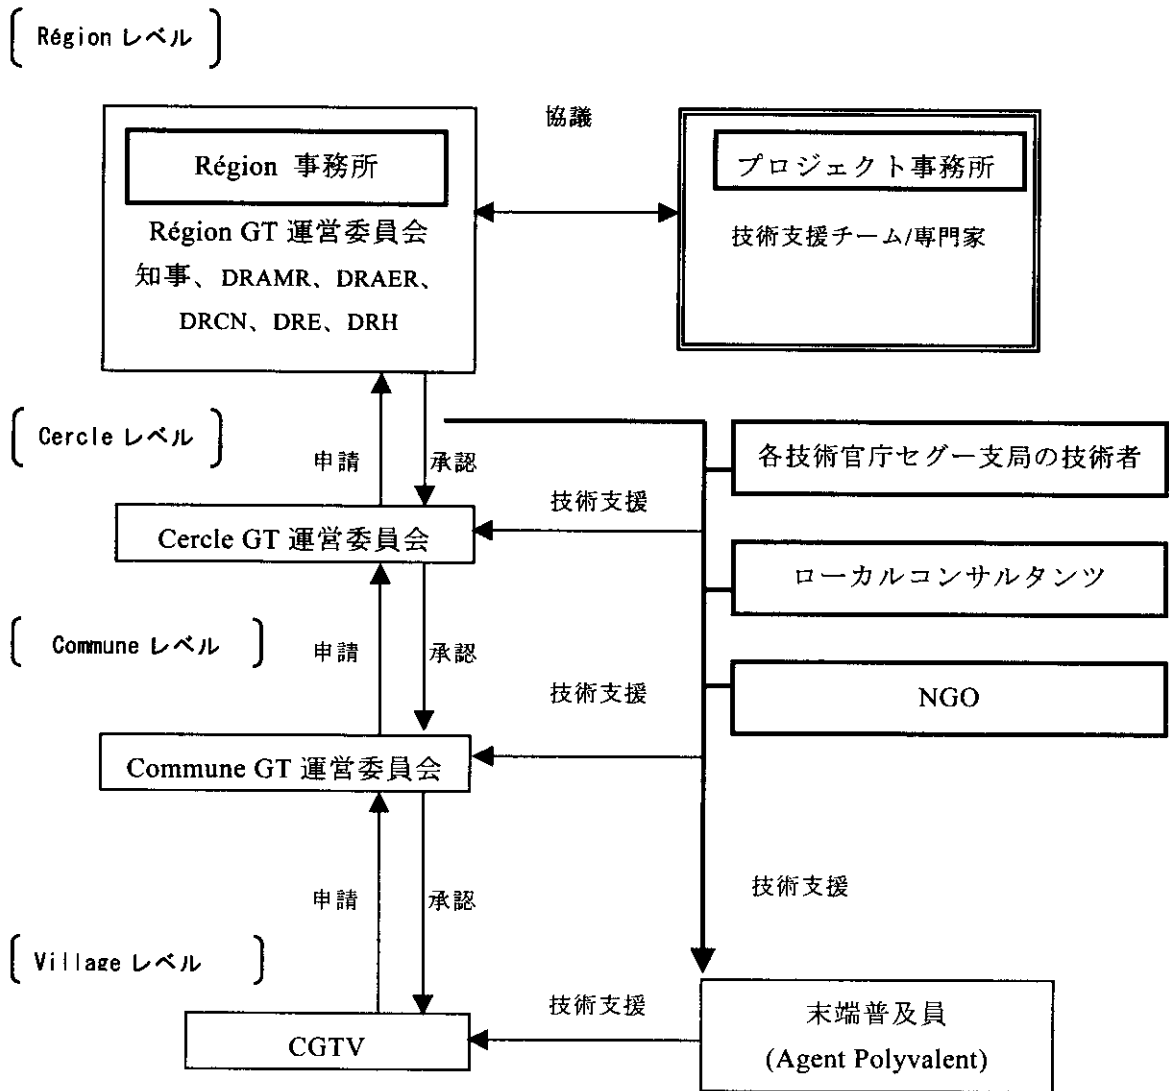 〔 Région レベル 〕
協議
Région 事務所
Région GT 運営委員会
知事、DRAMR、DRAER、
DRCN、DRE、DRH
プロジェクト事務所
技術支援チーム/専門家
〔 Cercle レベル 〕
申請
承認
技術支援
各技術官庁セグー支局の技術者
Cercle GT 運営委員会
ローカルコンサルタンツ
〔 Commune レベル 〕
申請
承認
技術支援
NGO
Commune GT 運営委員会
申請
承認
技術支援
〔 Village レベル 〕
CGTV
技術支援
末端普及員
(Agent Polyvalent)